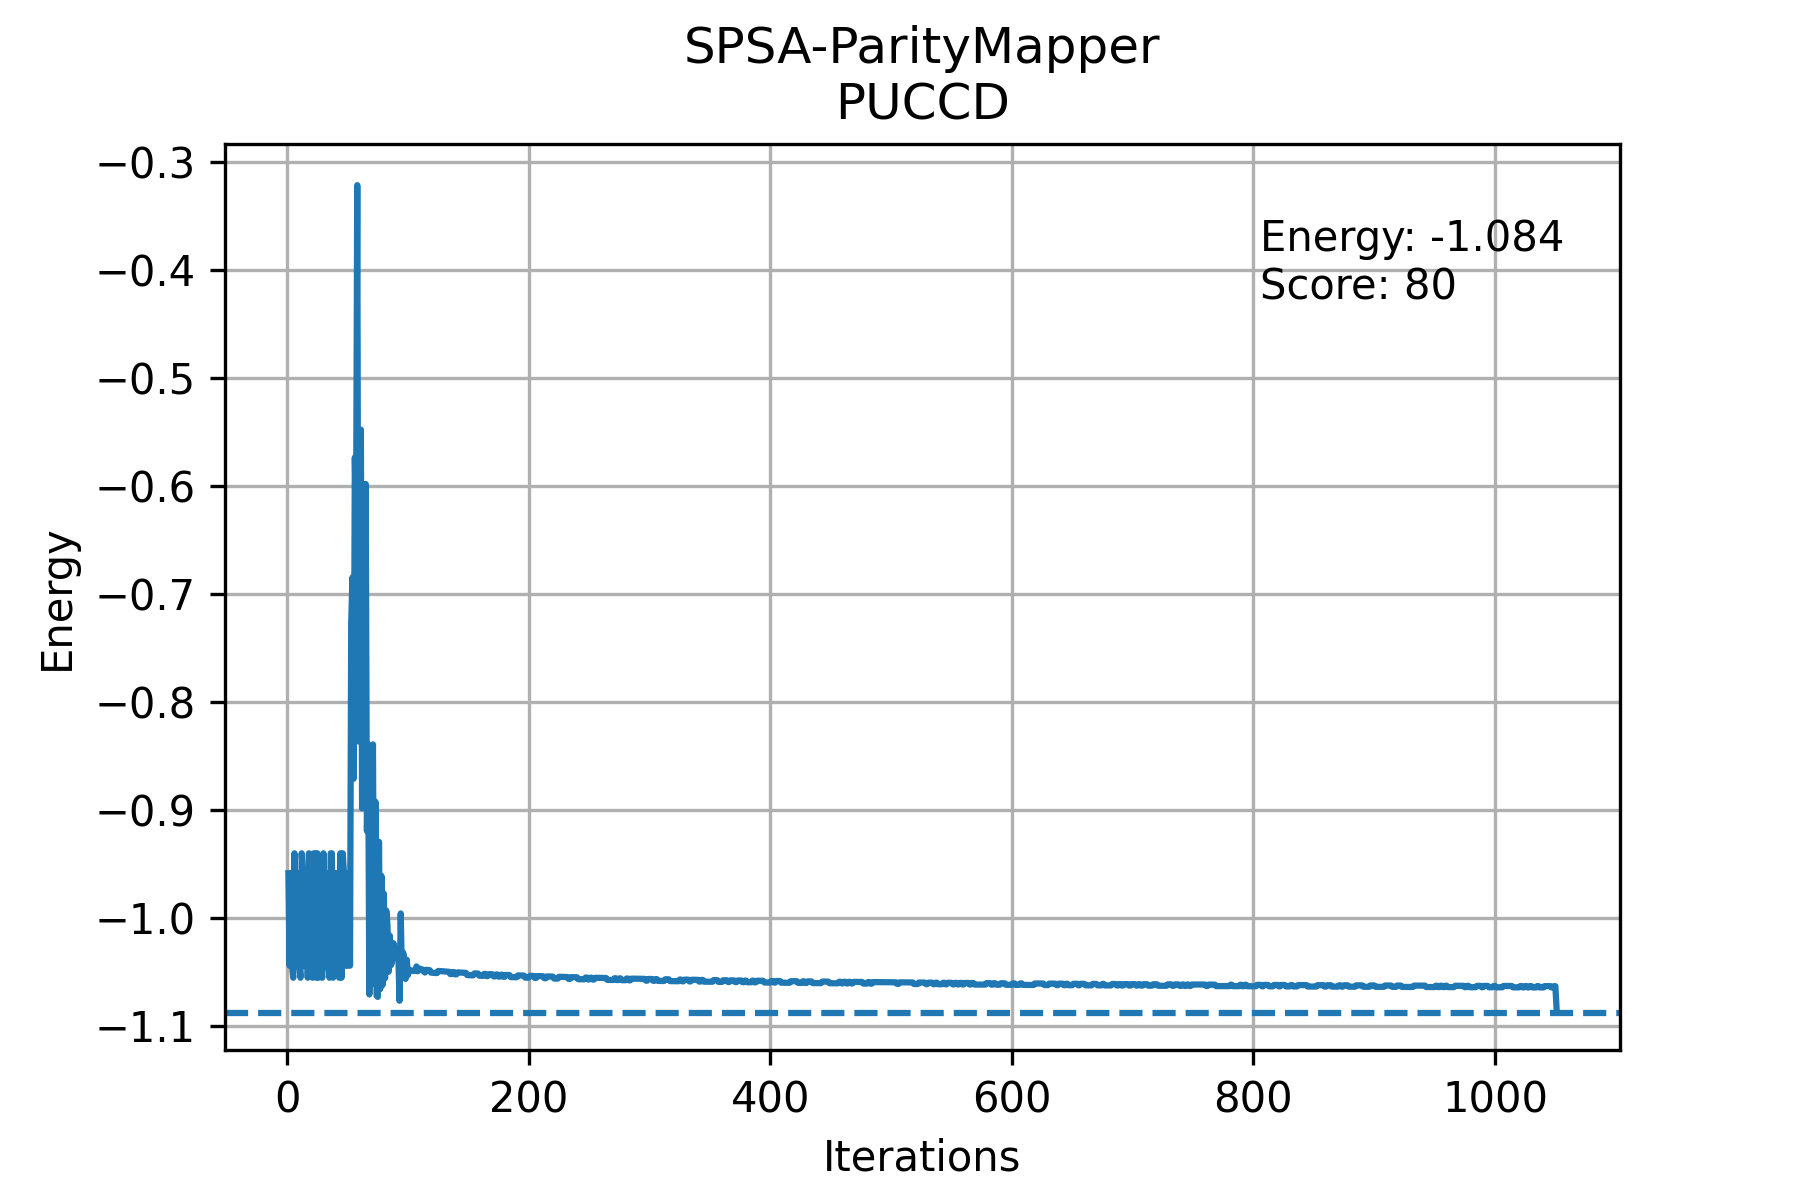 SPSA-ParityMapper
PUCCD
−0.3
−0.4
−0.5
−0.6
−0.7
−0.8
−0.9
−1.0
−1.1
Energy
Energy: -1.084
Score: 80
0 200 400 600 800 1000
Iterations